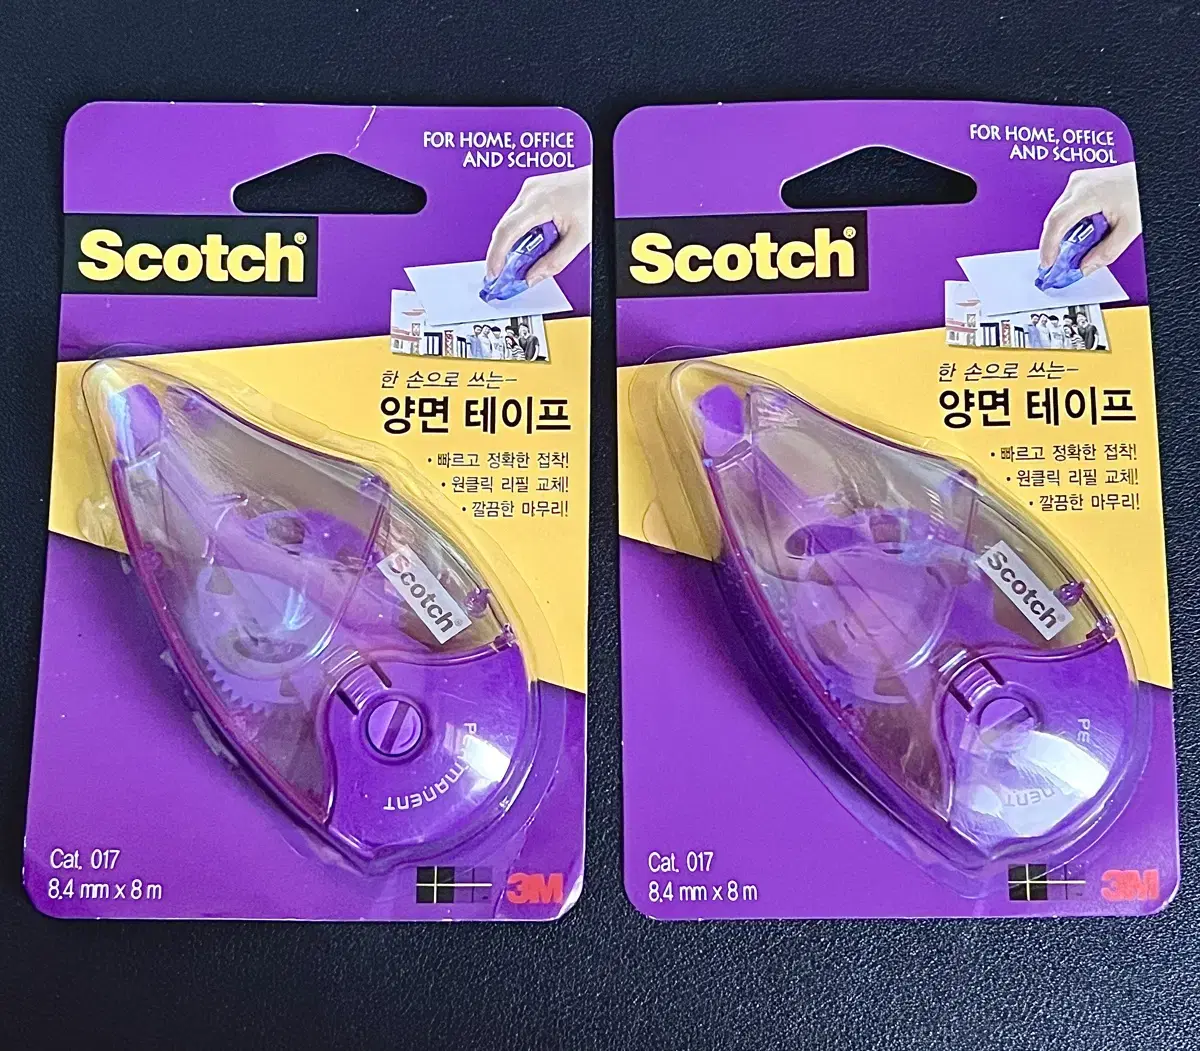 FOR HOME, OFFICE
AND SCHOOL
Scotch®
한 손으로 쓰는-
양면 테이프
• 빠르고 정확한 접착!
• 원클릭 리필 교체!
• 깔끔한 마무리!
Scotch
PERMANENT
Cat. 017
8.4 mm x 8 m
3M
FOR HOME, OFFICE
AND SCHOOL
Scotch®
한 손으로 쓰는-
양면 테이프
• 빠르고 정확한 접착!
• 원클릭 리필 교체!
• 깔끔한 마무리!
Scotch
Cat. 017
8.4 mm x 8 m
3M